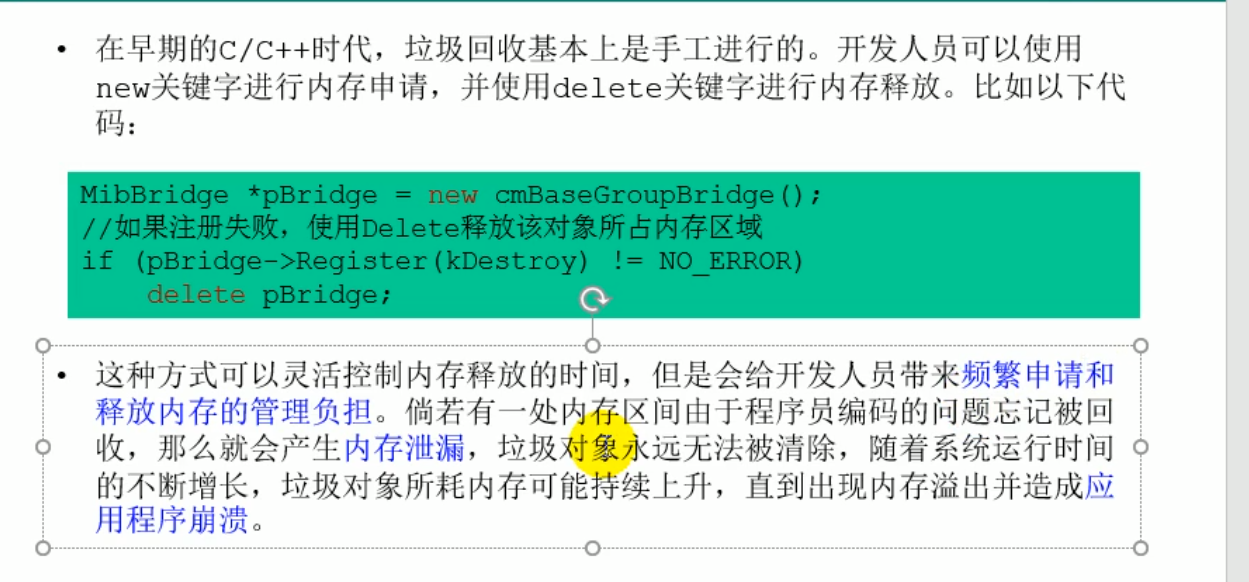 • 在早期的C/C++时代，垃圾回收基本上是手工进行的。开发人员可以使用
new关键字进行内存申请，并使用delete关键字进行内存释放。比如以下代
码：
MibBridge *pBridge = new cmBaseGroupBridge();
//如果注册失败，使用Delete释放该对象所占内存区域
if (pBridge->Register(kDestroy) != NO_ERROR)
    delete pBridge;
• 这种方式可以灵活控制内存释放的时间，但是会给开发人员带来频繁申请和
释放内存的管理负担。倘若有一处内存区间由于程序员编码的问题忘记被回
收，那么就会产生内存泄漏，垃圾对象永远无法被清除，随着系统运行时间
的不断增长，垃圾对象所耗内存可能持续上升，直到出现内存溢出并造成应
用程序崩溃。